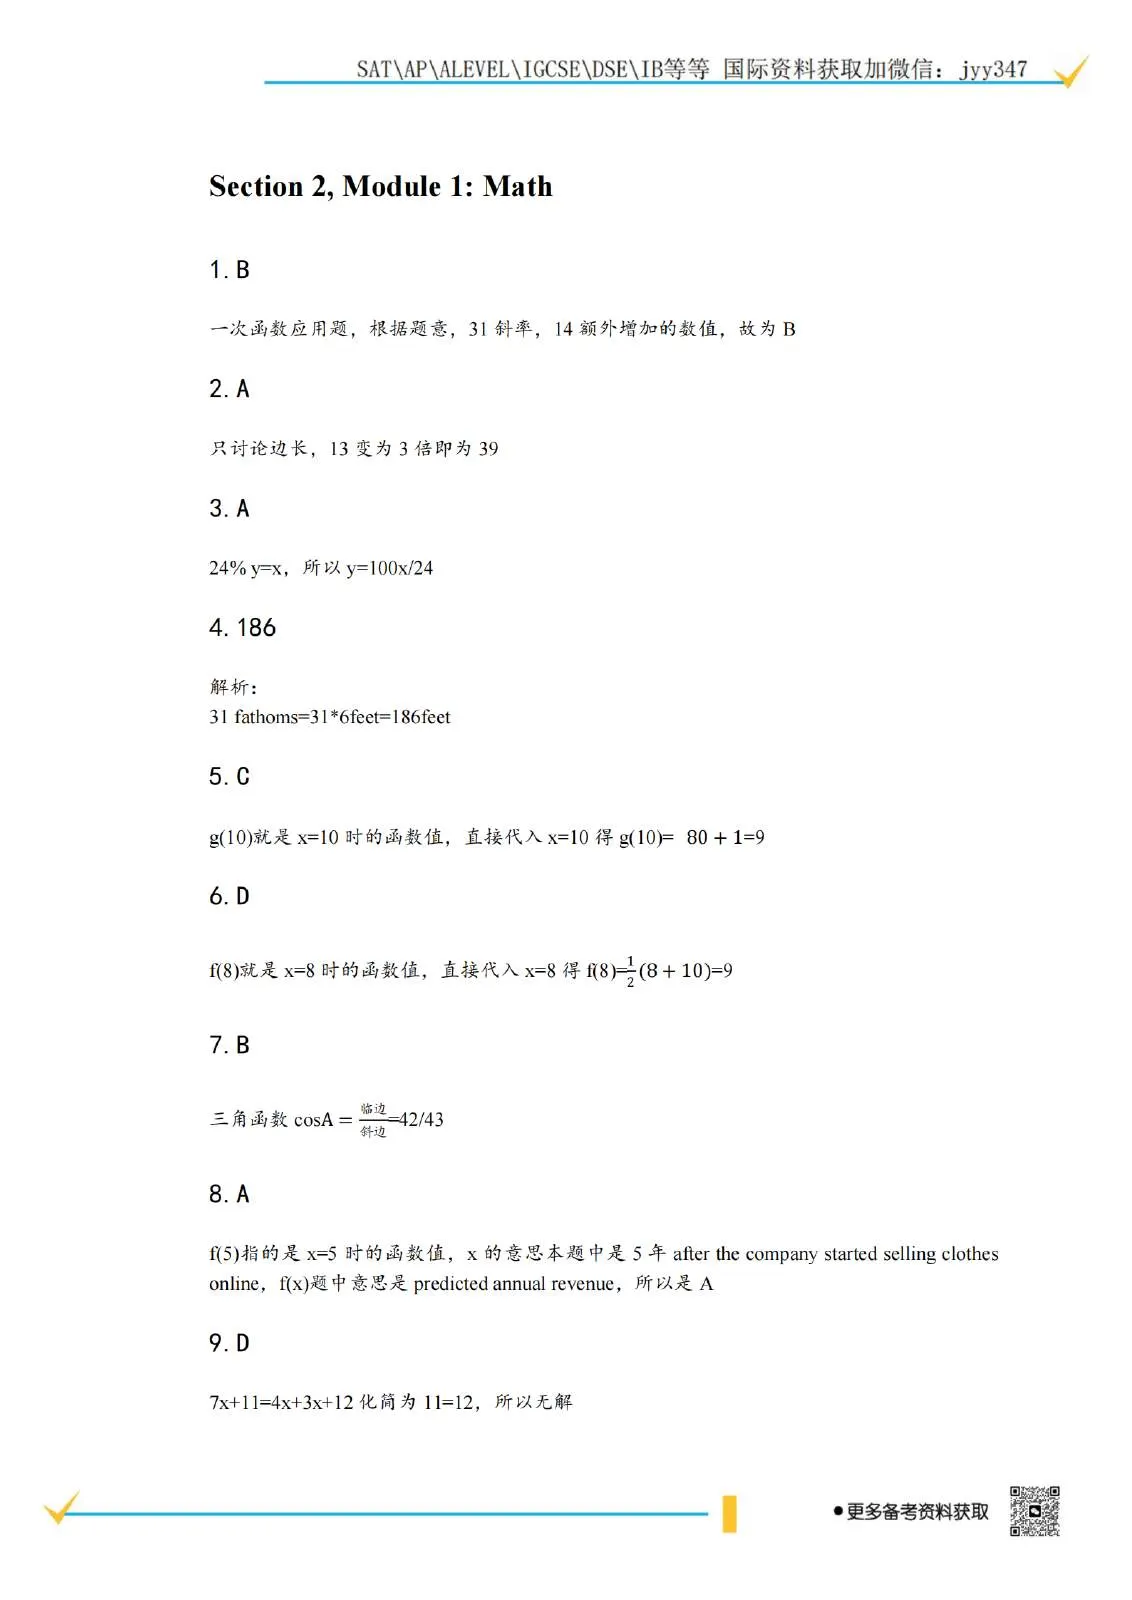 SAT\AP\ALEVEL\IGCSE\DSE\IB等等 国际资料获取加微信：jyy347
Section 2, Module 1: Math
1. B
一次函数应用题，根据题意，31 斜率，14 额外增加的数值，故为 B
2. A
只讨论边长，13 变为 3 倍即为 39
3. A
24% y=x，所以 y=100x/24
4. 186
解析：
31 fathoms=31*6feet=186feet
5. C
g(10)就是 x=10 时的函数值，直接代入 x=10 得 g(10)= 80 + 1=9
6. D
f(8)就是 x=8 时的函数值，直接代入 x=8 得 f(8)=1/2(8 + 10)=9
7. B
三角函数 cosA = 临边/斜边=42/43
8. A
f(5)指的是 x=5 时的函数值，x 的意思本题中是 5 年 after the company started selling clothes
online，f(x)题中意思是 predicted annual revenue，所以是 A
9. D
7x+11=4x+3x+12 化简为 11=12，所以无解
●更多备考资料获取